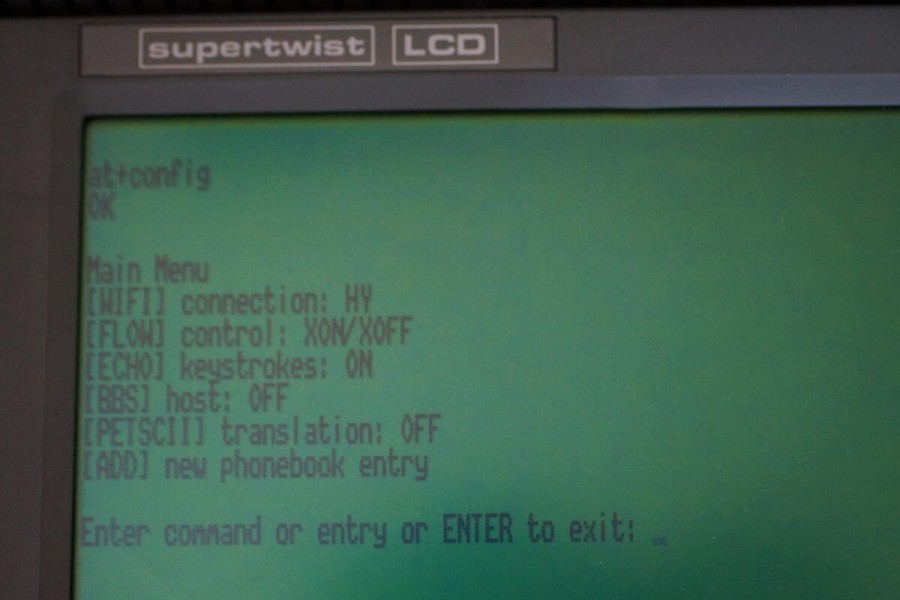 supertwist LCD
at+config
OK
Main Menu
[WIFI] connection: HY
[FLOW] control: XON/XOFF
[ECHO] keystrokes: ON
[BBS] host: OFF
[PETSCII] translation: OFF
[ADD] new phonebook entry
Enter command or entry or ENTER to exit: _